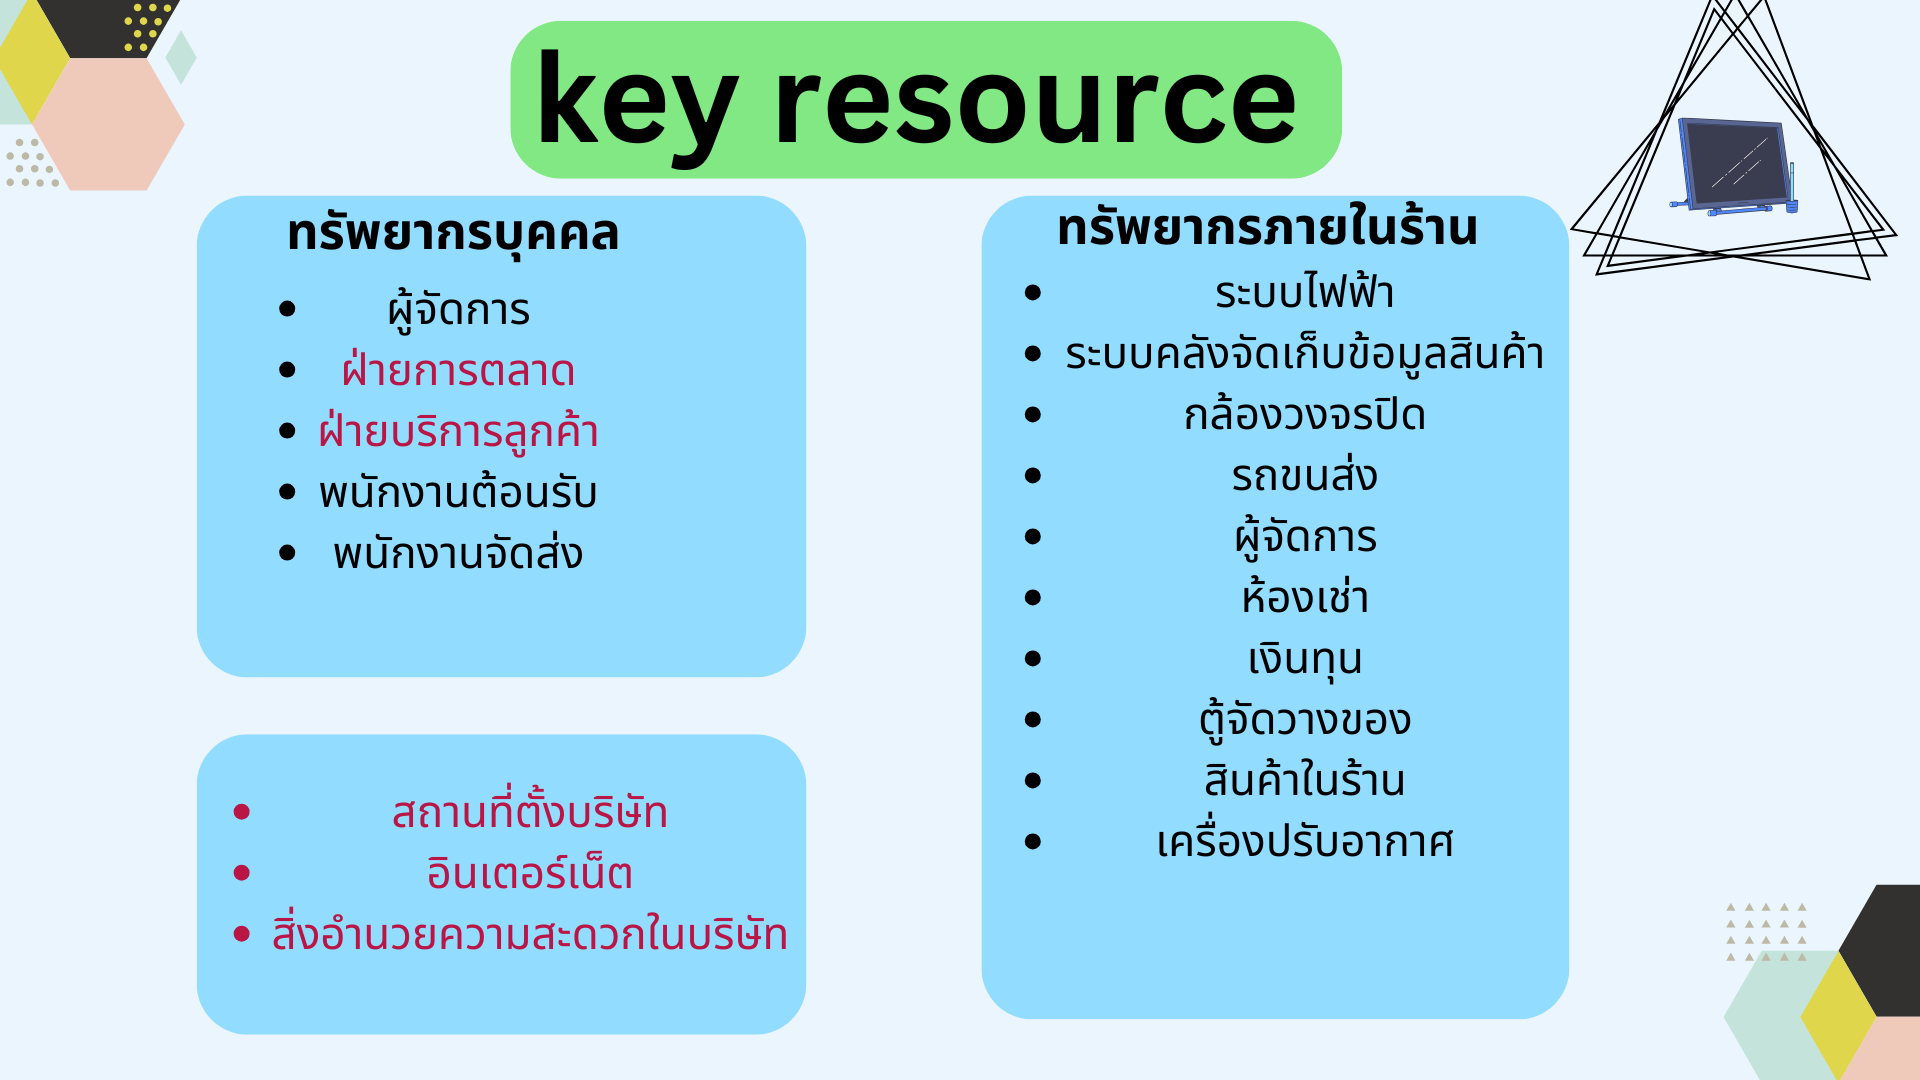 key resource
ทรัพยากรบุคคล
ผู้จัดการ
ฝ่ายการตลาด
ฝ่ายบริการลูกค้า
พนักงานต้อนรับ
พนักงานจัดส่ง
สถานที่ตั้งบริษัท
อินเตอร์เน็ต
สิ่งอำนวยความสะดวกในบริษัท
ทรัพยากรภายในร้าน
ระบบไฟฟ้า
ระบบคลังจัดเก็บข้อมูลสินค้า
กล้องวงจรปิด
รถขนส่ง
ผู้จัดการ
ห้องเช่า
เงินทุน
ตู้จัดวางของ
สินค้าในร้าน
เครื่องปรับอากาศ